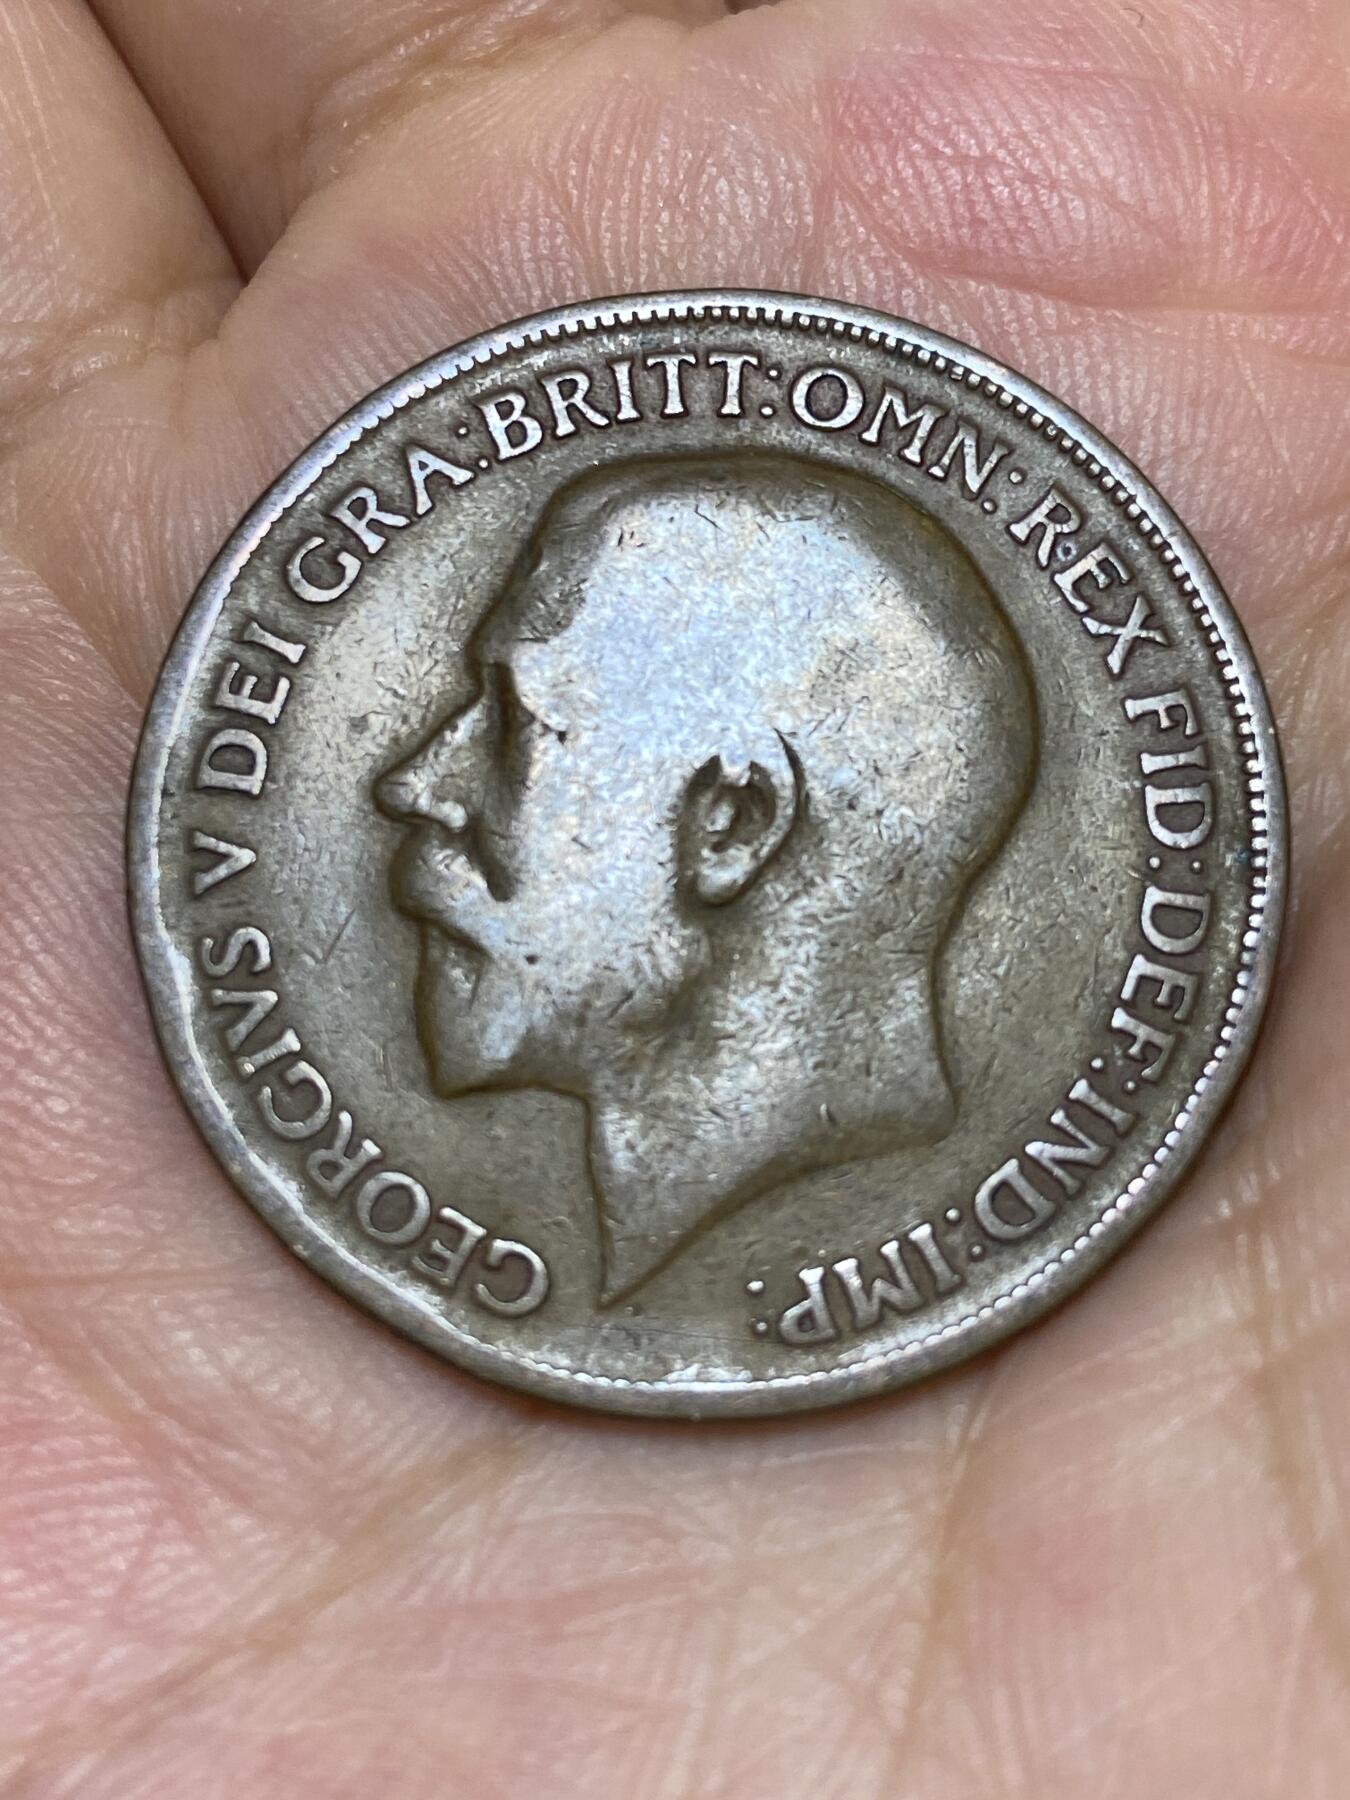 GEORGIVS V DEI GRA:BRITT:OMN:REX FID:DEF:IND:IMP: